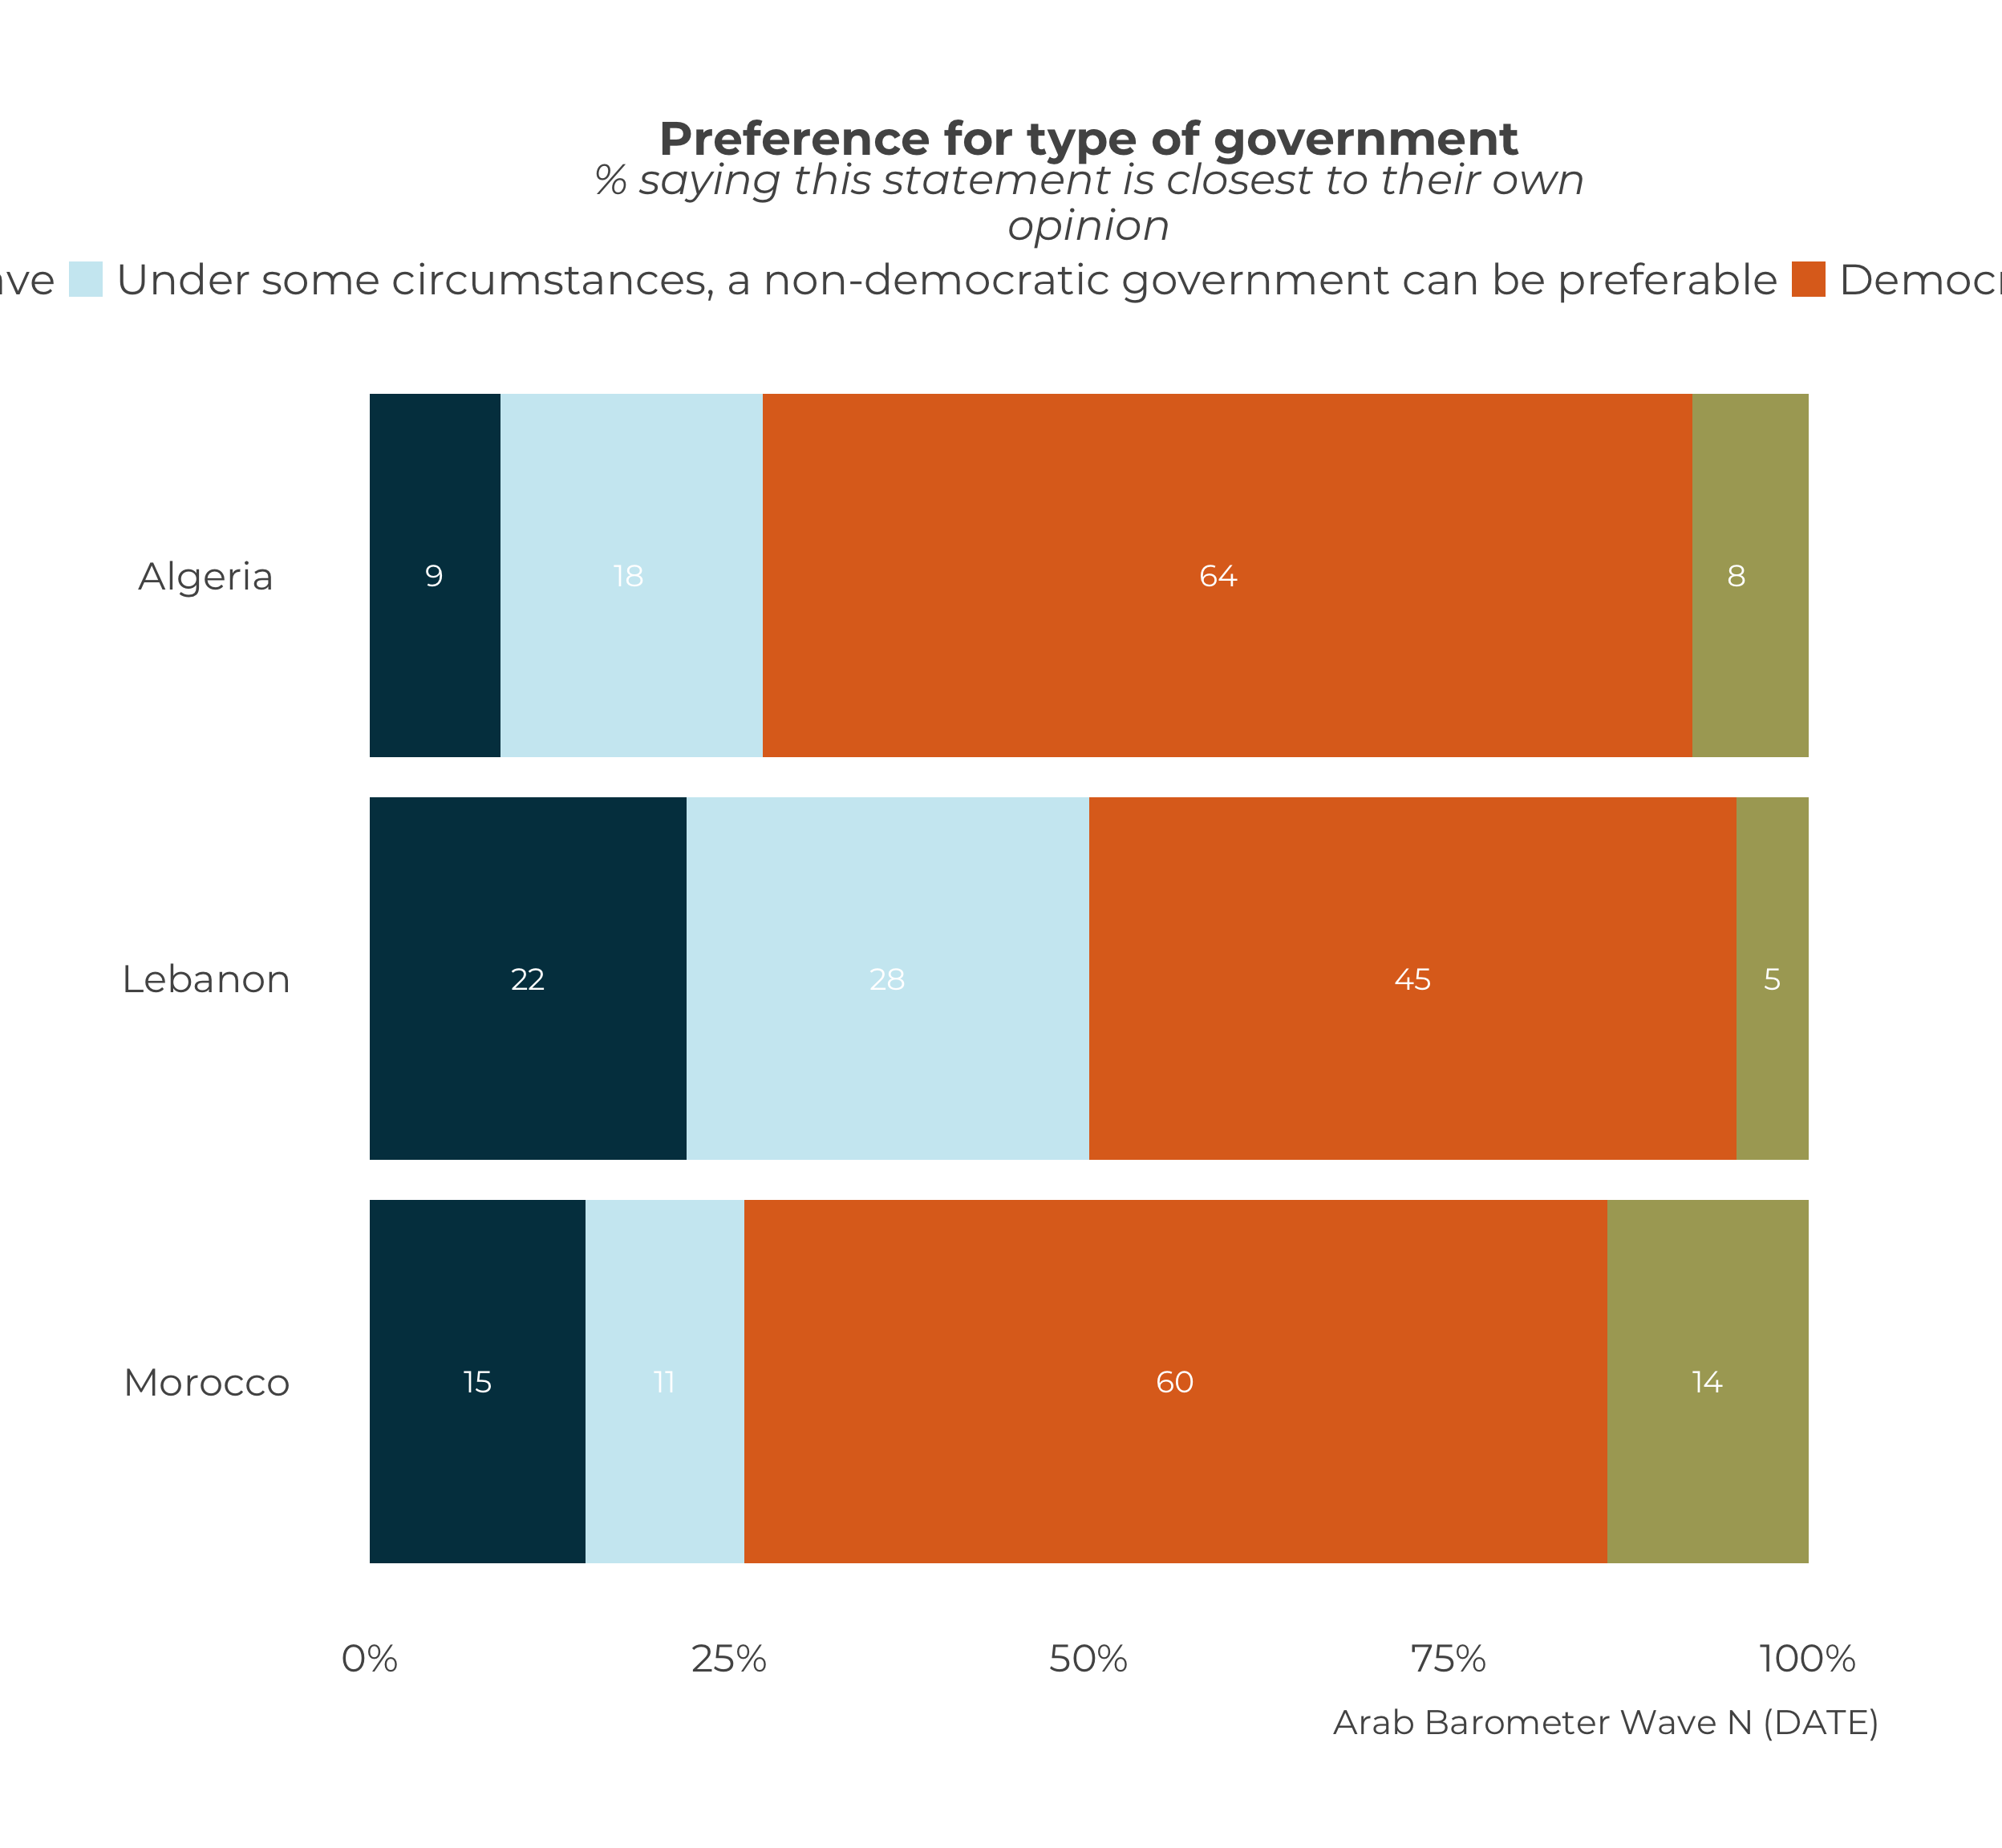 Preference for type of government
% saying this statement is closest to their own
opinion
Under some circumstances, a non-democratic government can be preferable
Algeria
9 18 64 8
Lebanon
22 28 45 5
Morocco
15 11 60 14
0% 25% 50% 75% 100%
Arab Barometer Wave N (DATE)